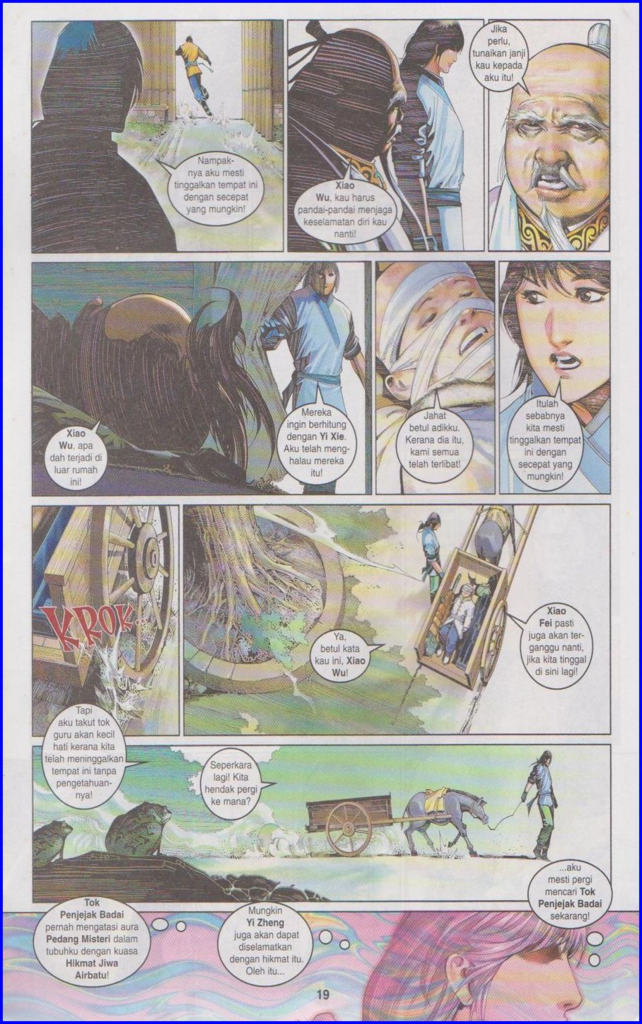 Nampak-
nya aku mesti
tinggalkan tempat ini
dengan secepat
yang mungkin!
Xiao
Wu, kau harus
pandai-pandai menjaga
keselamatan diri kau
nanti!
Jika
perlu,
tunaikan janji
kau kepada
aku itu!
Xiao
Wu, apa
dah terjadi di
luar rumah
ini!
Mereka
ingin berhitung
dengan Yi Xie.
Aku telah meng-
halau mereka
itu!
Jahat
betul adikku.
Kerana dia itu,
kami semua
telah terlibat!
Itulah
sebabnya
kita mesti
tinggalkan tempat
ini dengan
secepat yang
mungkin!
KROK
Ya,
betul kata
kau ini, Xiao
Wu!
Xiao
Fei pasti
juga akan ter-
ganggu nanti,
jika kita tinggal
di sini lagi!
Tapi
aku takut tok
guru akan kecil
hati kerana kita
telah meninggalkan
tempat ini tanpa
pengetahuan-
nya!
Seperkara
lagi! Kita
hendak pergi
ke mana?
...aku
mesti pergi
mencari Tok
Penjejak Badai
sekarang!
Tok
Penjejak Badai
pernah mengatasi aura
Pedang Misteri dalam
tubuhku dengan kuasa
Hikmat Jiwa
Airbatu!
Mungkin
Yi Zheng
juga akan dapat
diselamatkan
dengan hikmat itu.
Oleh itu...
19